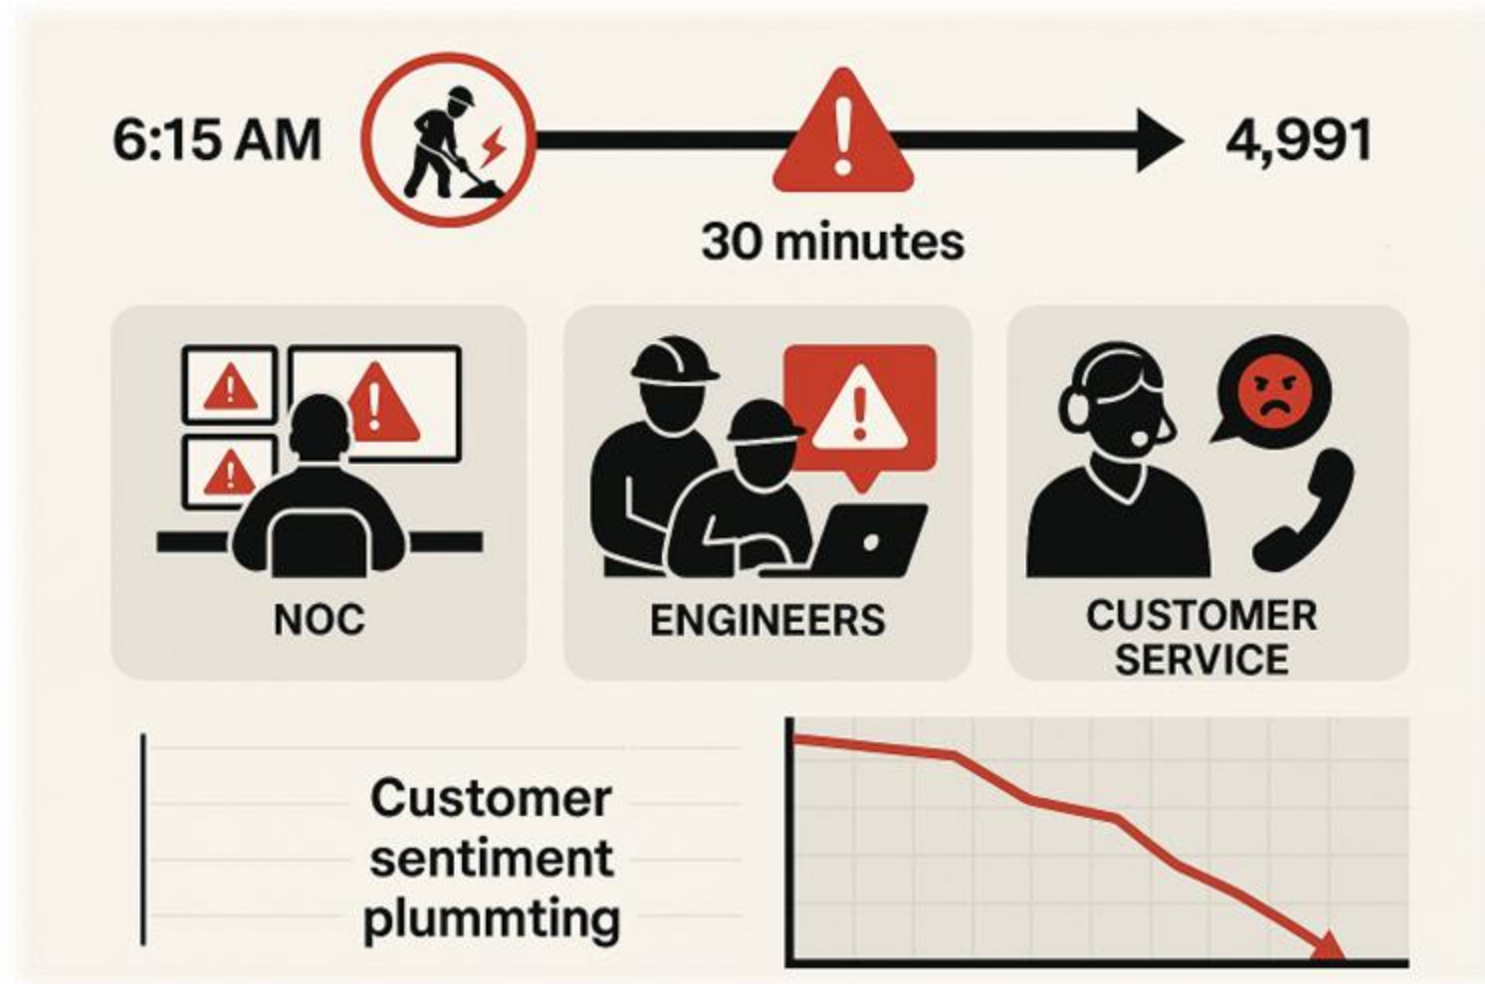 6:15 AM
4,991
30 minutes
NOC
ENGINEERS
CUSTOMER
SERVICE
Customer
sentiment
plummting